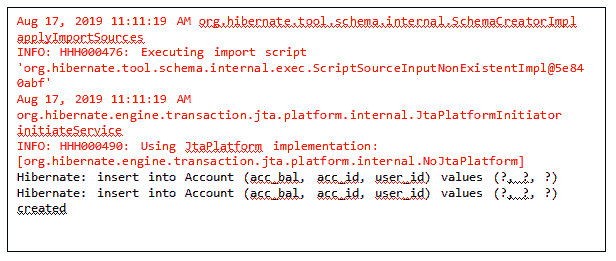 Aug 17, 2019 11:11:19 AM org.hibernate.tool.schema.internal.SchemaCreatorImpl
applyImportSources
INFO: HHH000476: Executing import script
'org.hibernate.tool.schema.internal.exec.ScriptSourceInputNonExistentImpl@5e84
0abf'
Aug 17, 2019 11:11:19 AM
org.hibernate.engine.transaction.jta.platform.internal.JtaPlatformInitiator
initiateService
INFO: HHH000490: Using JtaPlatform implementation:
[org.hibernate.engine.transaction.jta.platform.internal.NoJtaPlatform]
Hibernate: insert into Account (acc_bal, acc_id, user_id) values (?, ?, ?)
Hibernate: insert into Account (acc_bal, acc_id, user_id) values (?, ?, ?)
created